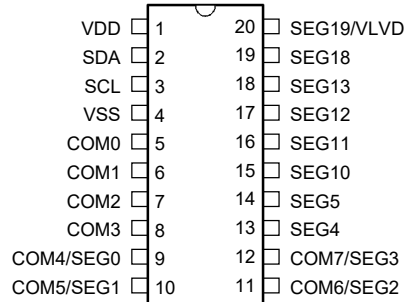 VDD 1 20 SEG19/VLVD
SDA 2 19 SEG18
SCL 3 18 SEG13
VSS 4 17 SEG12
COM0 5 16 SEG11
COM1 6 15 SEG10
COM2 7 14 SEG5
COM3 8 13 SEG4
COM4/SEG0 9 12 COM7/SEG3
COM5/SEG1 10 11 COM6/SEG2